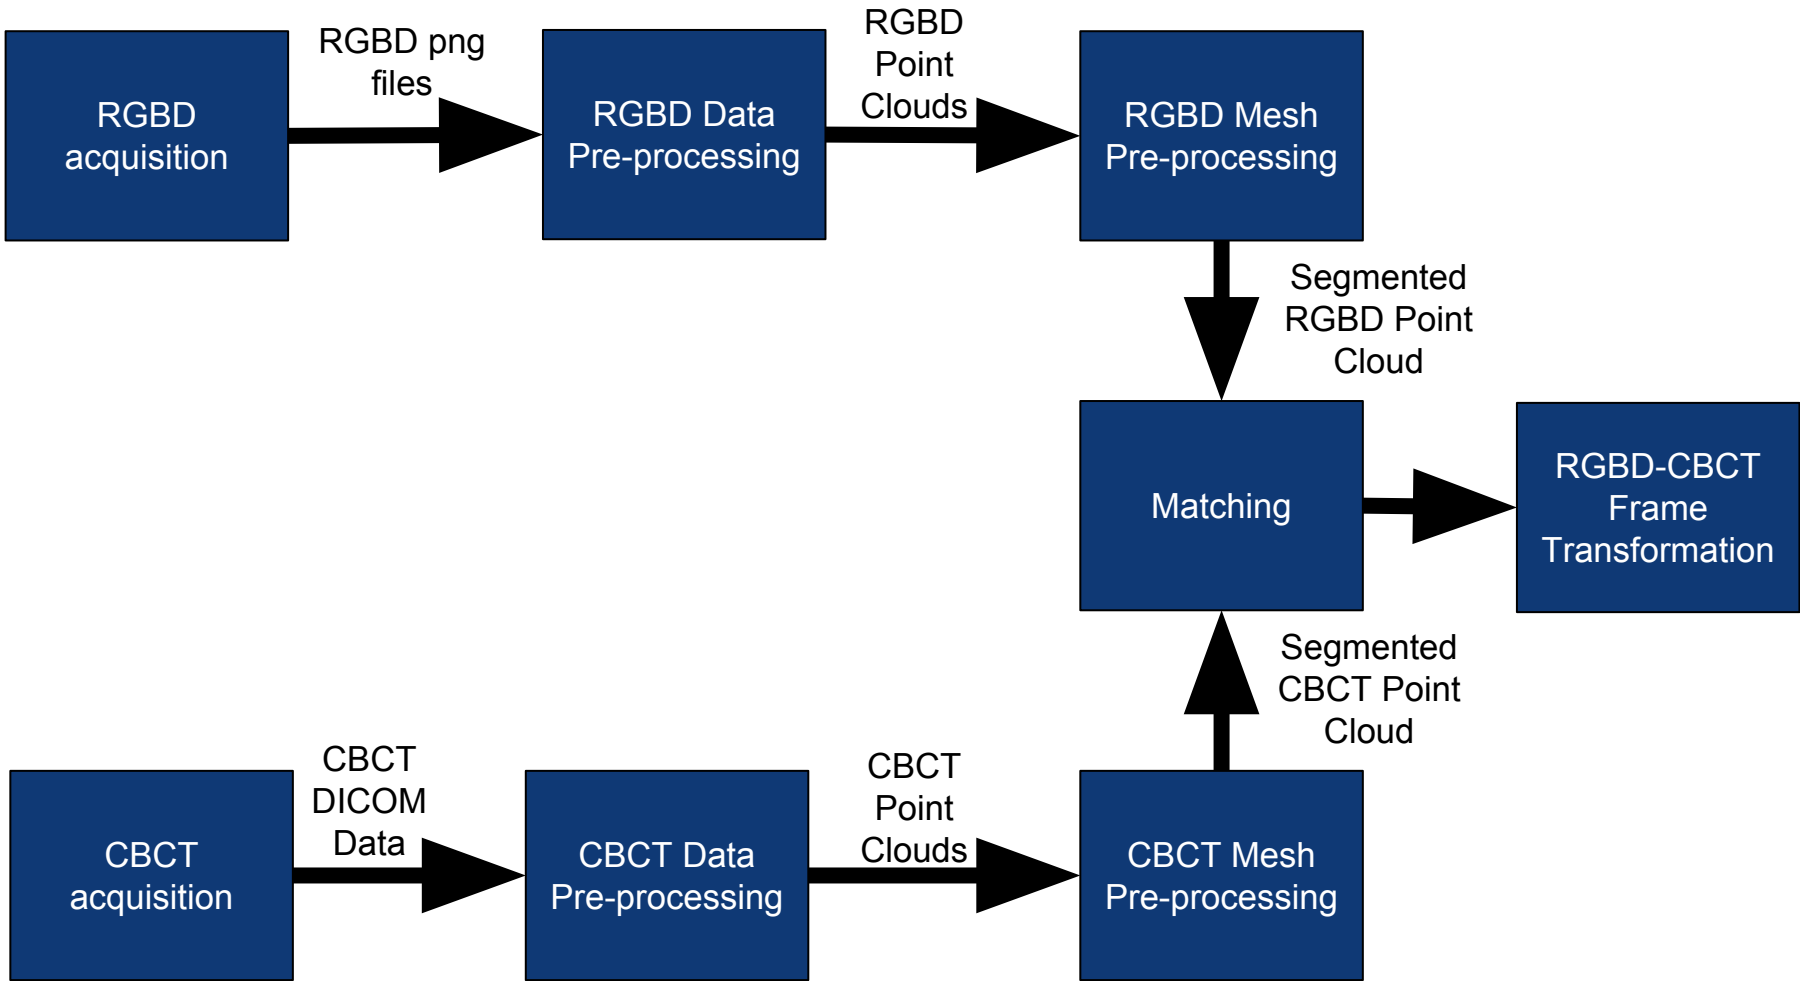 RGBD
acquisition
RGBD png
files
RGBD Data
Pre-processing
RGBD
Point
Clouds
RGBD Mesh
Pre-processing
Segmented
RGBD Point
Cloud
Matching
RGBD-CBCT
Frame
Transformation
Segmented
CBCT Point
Cloud
CBCT
acquisition
CBCT
DICOM
Data
CBCT Data
Pre-processing
CBCT
Point
Clouds
CBCT Mesh
Pre-processing